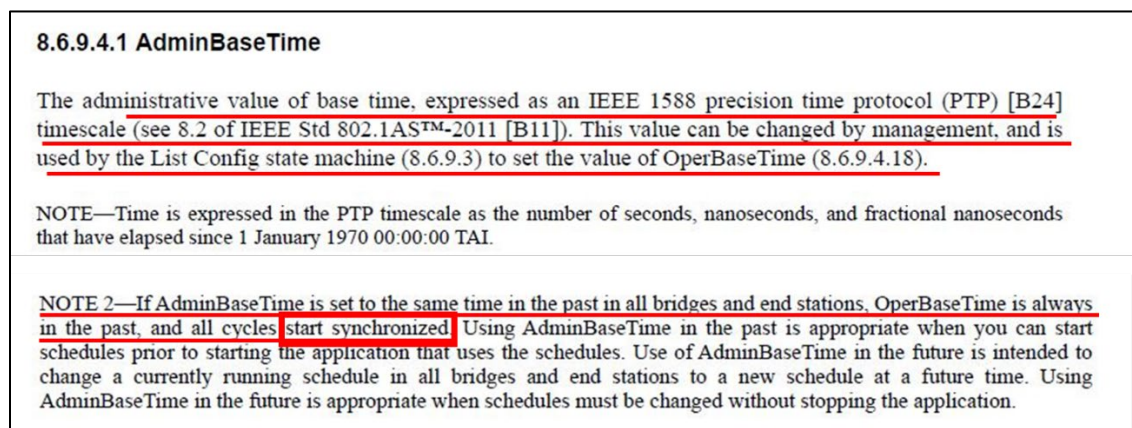 8.6.9.4.1 AdminBaseTime
The administrative value of base time, expressed as an IEEE 1588 precision time protocol (PTP) [B24]
timescale (see 8.2 of IEEE Std 802.1AS™-2011 [B11]). This value can be changed by management, and is
used by the List Config state machine (8.6.9.3) to set the value of OperBaseTime (8.6.9.4.18).
NOTE—Time is expressed in the PTP timescale as the number of seconds, nanoseconds, and fractional nanoseconds
that have elapsed since 1 January 1970 00:00:00 TAI.
NOTE 2—If AdminBaseTime is set to the same time in the past in all bridges and end stations, OperBaseTime is always
in the past, and all cycles start synchronized. Using AdminBaseTime in the past is appropriate when you can start
schedules prior to starting the application that uses the schedules. Use of AdminBaseTime in the future is intended to
change a currently running schedule in all bridges and end stations to a new schedule at a future time. Using
AdminBaseTime in the future is appropriate when schedules must be changed without stopping the application.